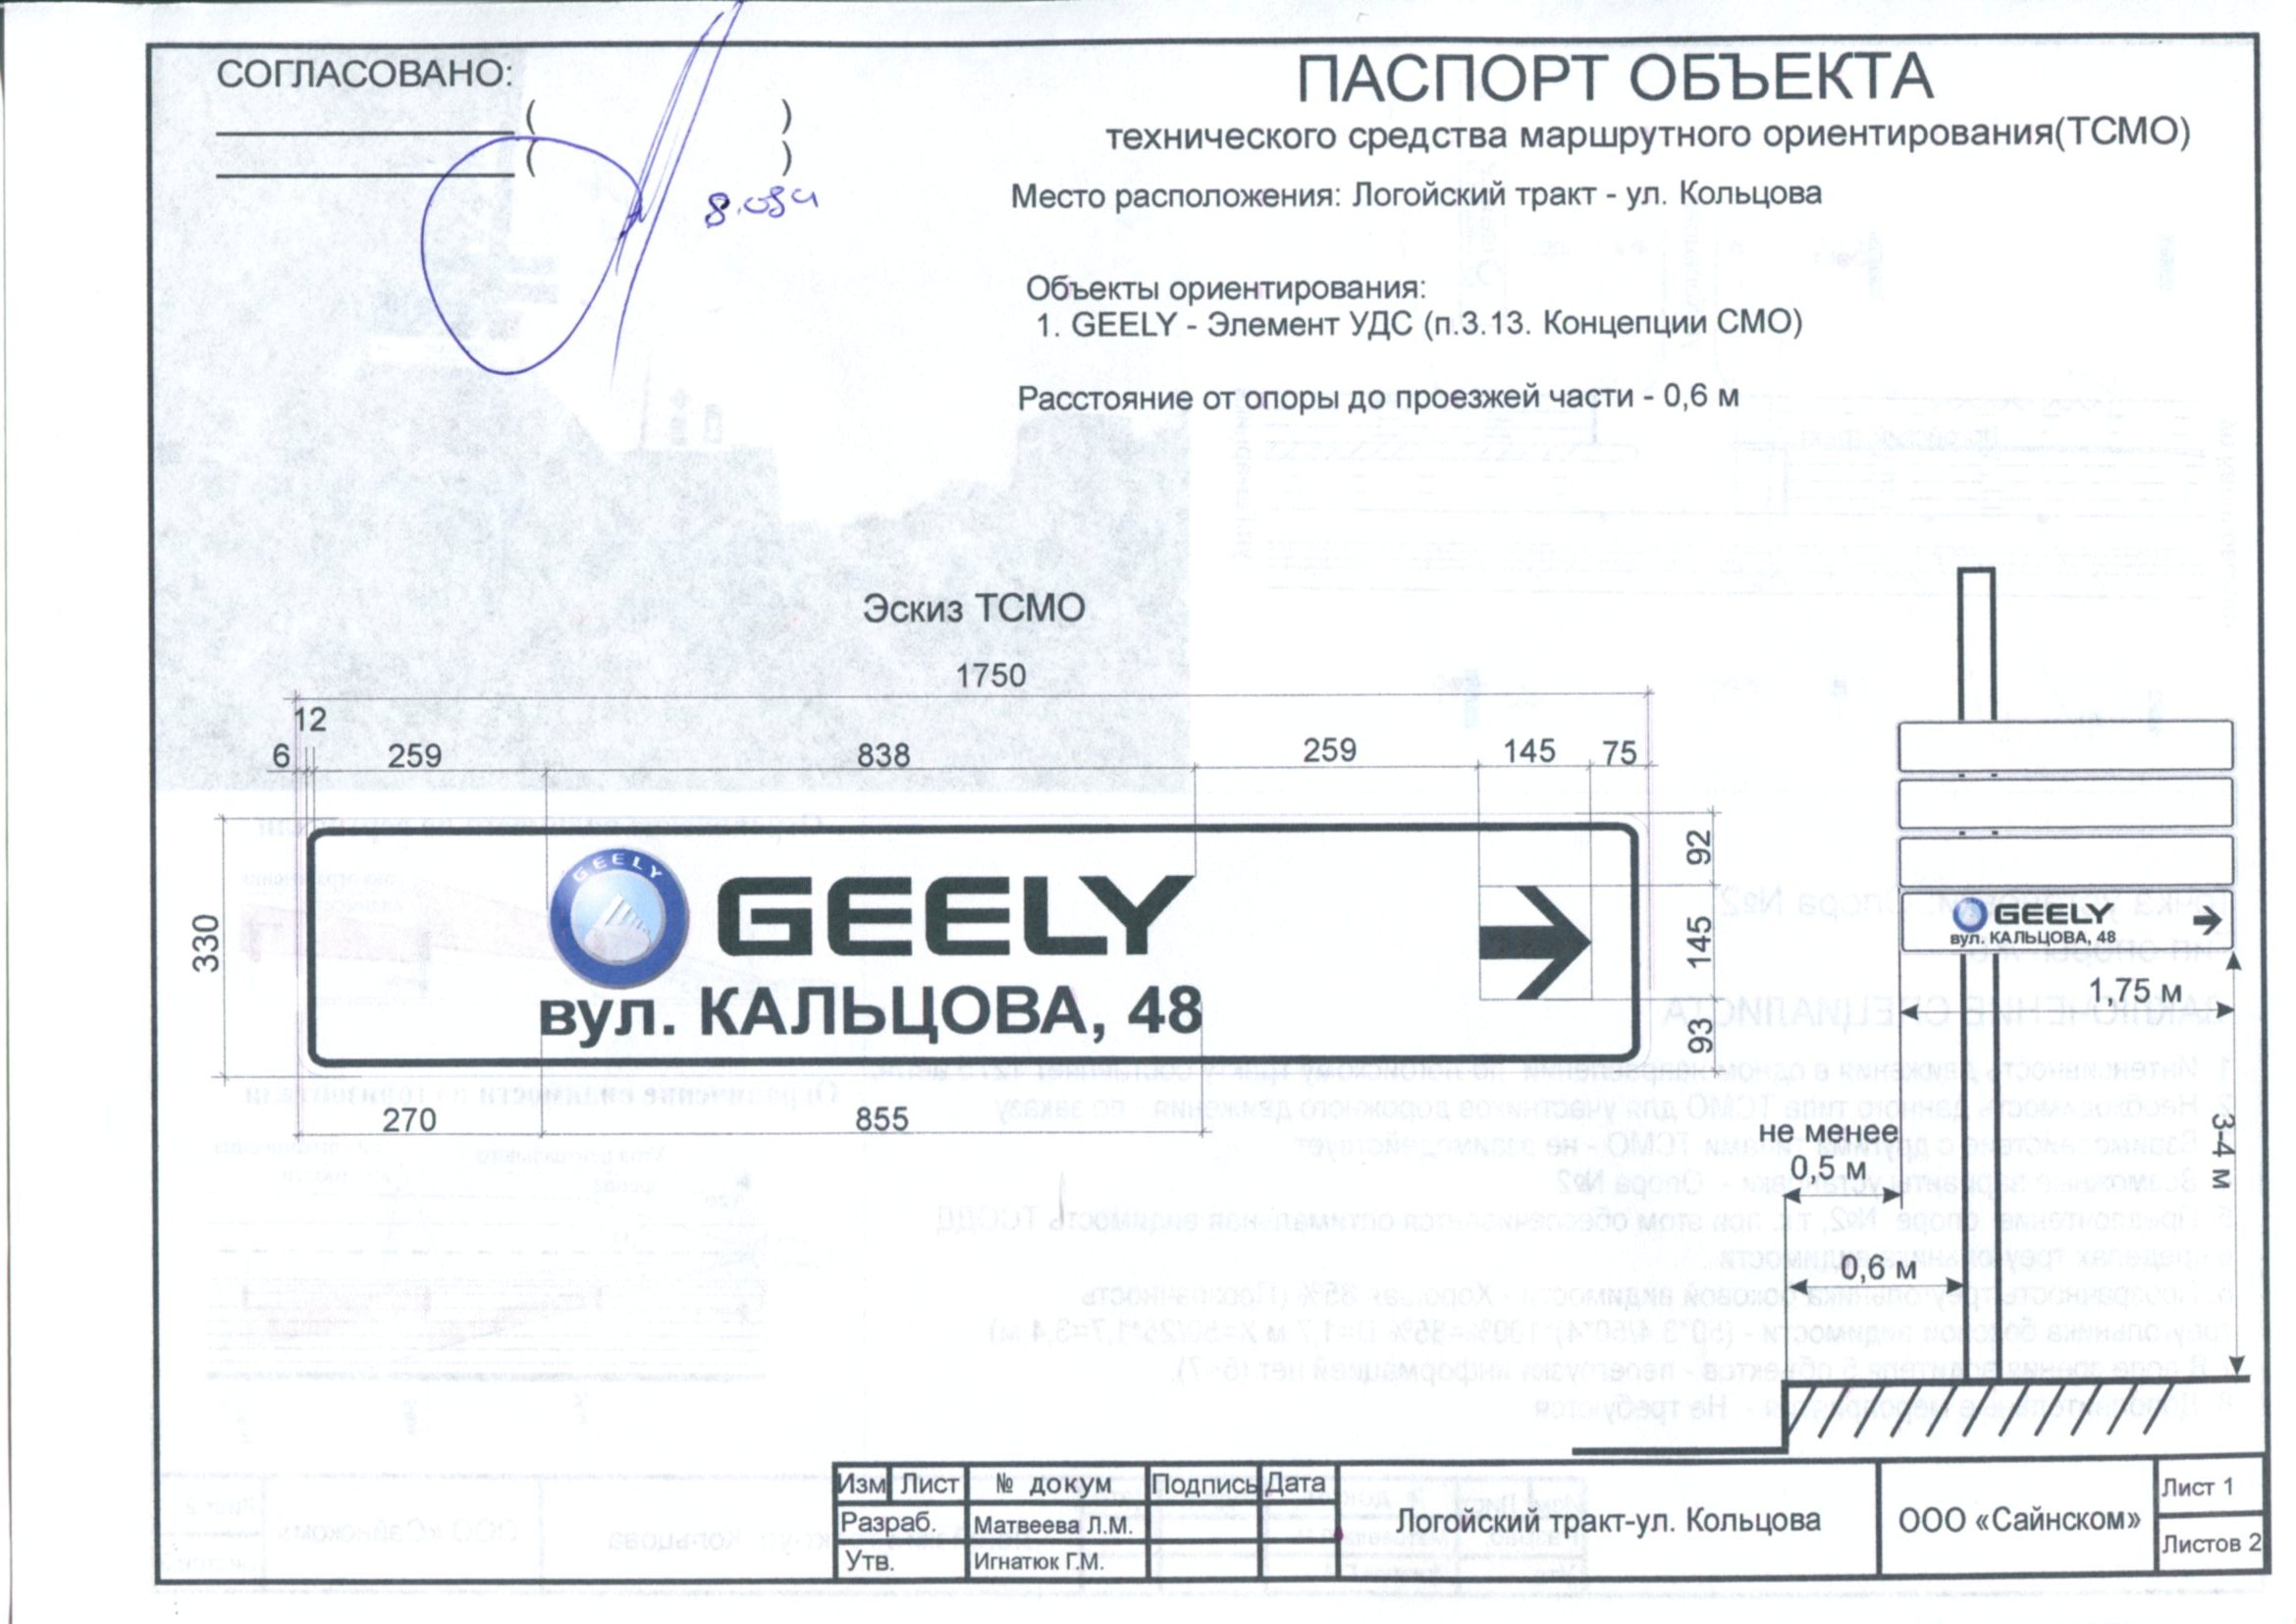 СОГЛАСОВАНО:
( )
( )
ПАСПОРТ ОБЪЕКТА
технического средства маршрутного ориентирования(ТСМО)
Место расположения: Логойский тракт - ул. Кольцова
Объекты ориентирования:
1. GEELY - Элемент УДС (п.3.13. Концепции СМО)
Расстояние от опоры до проезжей части - 0,6 м
Эскиз ТСМО
1750
12
6 259 838 259 145 75
330
92
145
93
GEELY
GEELY
вул. КАЛЬЦОВА, 48
270 855
GEELY
вул. КАЛЬЦОВА, 48
1,75 м
3-4 м
не менее
0,5 м
0,6 м
Изм Лист № докум Подпись Дата
Разраб. Матвеева Л.М.
Утв. Игнатюк Г.М.
Логойский тракт-ул. Кольцова
ООО «Сайнском»
Лист 1
Листов 2